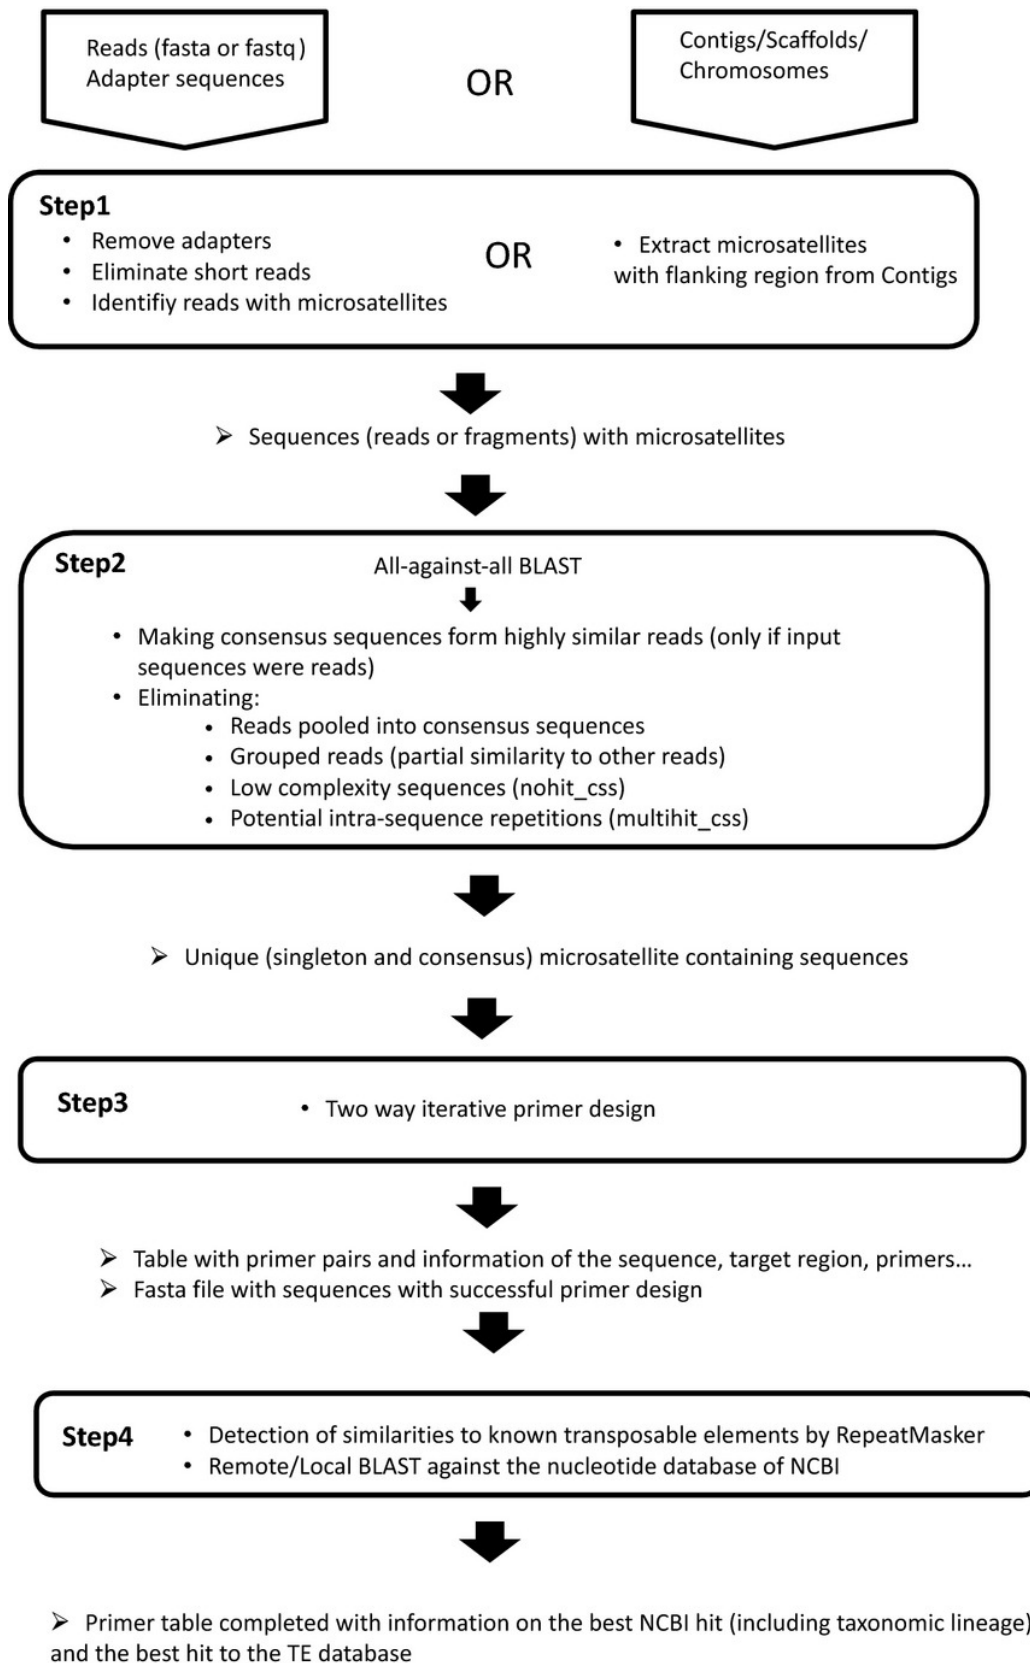 Reads (fasta or fastq)
Adapter sequences
OR
Contigs/Scaffolds/
Chromosomes
Step1
• Remove adapters
• Eliminate short reads
• Identifiy reads with microsatellites
OR
• Extract microsatellites
with flanking region from Contigs
➢ Sequences (reads or fragments) with microsatellites
Step2
All-against-all BLAST
• Making consensus sequences form highly similar reads (only if input
sequences were reads)
• Eliminating:
• Reads pooled into consensus sequences
• Grouped reads (partial similarity to other reads)
• Low complexity sequences (nohit_css)
• Potential intra-sequence repetitions (multihit_css)
➢ Unique (singleton and consensus) microsatellite containing sequences
Step3
• Two way iterative primer design
➢ Table with primer pairs and information of the sequence, target region, primers…
➢ Fasta file with sequences with successful primer design
Step4
• Detection of similarities to known transposable elements by RepeatMasker
• Remote/Local BLAST against the nucleotide database of NCBI
➢ Primer table completed with information on the best NCBI hit (including taxonomic lineage)
and the best hit to the TE database